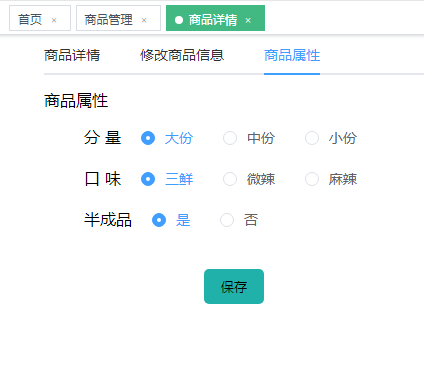 首页 × 商品管理 × 商品详情 ×
商品详情 修改商品信息 商品属性
商品属性
分 量 大份 中份 小份
口 味 三鲜 微辣 麻辣
半成品 是 否
保存